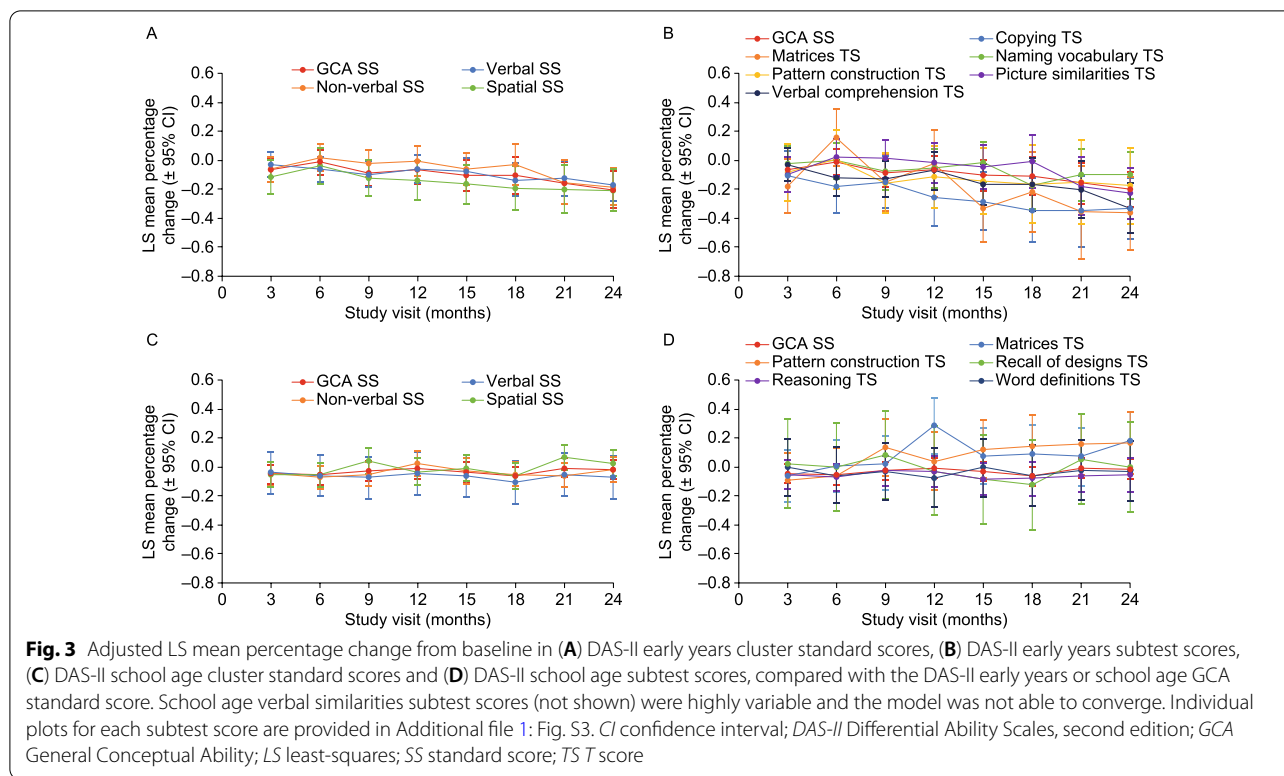 A
GCA SS
Verbal SS
Non-verbal SS
Spatial SS
LS mean percentage
change (± 95% CI)
0.6
0.4
0.2
0.0
–0.2
–0.4
–0.6
–0.8
0 3 6 9 12 15 18 21 24
Study visit (months)
B
GCA SS
Copying TS
Matrices TS
Naming vocabulary TS
Pattern construction TS
Picture similarities TS
Verbal comprehension TS
LS mean percentage
change (± 95% CI)
0.6
0.4
0.2
0.0
–0.2
–0.4
–0.6
–0.8
0 3 6 9 12 15 18 21 24
Study visit (months)
C
GCA SS
Verbal SS
Non-verbal SS
Spatial SS
LS mean percentage
change (± 95% CI)
0.6
0.4
0.2
0.0
–0.2
–0.4
–0.6
–0.8
0 3 6 9 12 15 18 21 24
Study visit (months)
D
GCA SS
Matrices TS
Pattern construction TS
Recall of designs TS
Reasoning TS
Word definitions TS
LS mean percentage
change (± 95% CI)
0.6
0.4
0.2
0.0
–0.2
–0.4
–0.6
–0.8
0 3 6 9 12 15 18 21 24
Study visit (months)
Fig. 3 Adjusted LS mean percentage change from baseline in (A) DAS-II early years cluster standard scores, (B) DAS-II early years subtest scores,
(C) DAS-II school age cluster standard scores and (D) DAS-II school age subtest scores, compared with the DAS-II early years or school age GCA
standard score. School age verbal similarities subtest scores (not shown) were highly variable and the model was not able to converge. Individual
plots for each subtest score are provided in Additional file 1: Fig. S3. CI confidence interval; DAS-II Differential Ability Scales, second edition; GCA
General Conceptual Ability; LS least-squares; SS standard score; TS T score